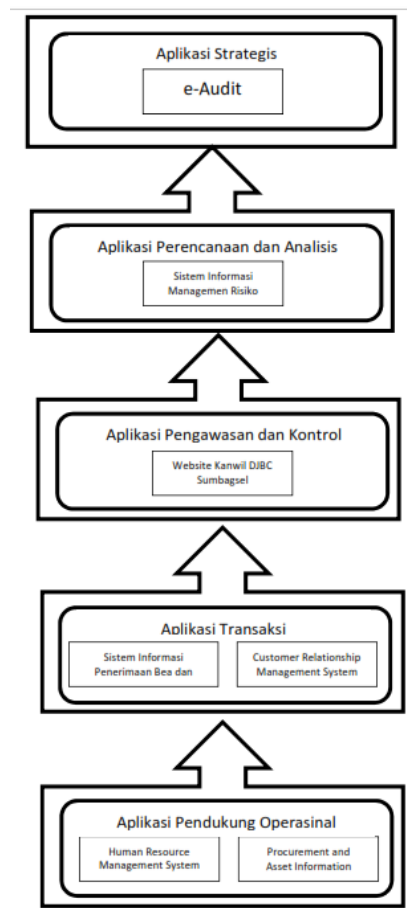 Aplikasi Strategis
e-Audit
Aplikasi Perencanaan dan Analisis
Sistem Informasi
Managemen Risiko
Aplikasi Pengawasan dan Kontrol
Website Kanwil DJBC
Sumbagsel
Aplikasi Transaksi
Sistem Informasi
Penerimaan Bea dan
Customer Relationship
Management System
Aplikasi Pendukung Operasinal
Human Resource
Management System
Procurement and
Asset Information